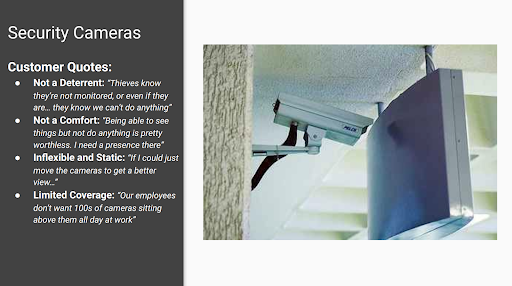 Security Cameras
Customer Quotes:
● Not a Deterrent: “Thieves know
they’re not monitored, or even if they
are… they know we can’t do anything”
● Not a Comfort: “Being able to see
things but not do anything is pretty
worthless. I need a presence there”
● Inflexible and Static: “If I could just
move the cameras to get a better
view…”
● Limited Coverage: “Our employees
don’t want 100s of cameras sitting
above them all day at work”